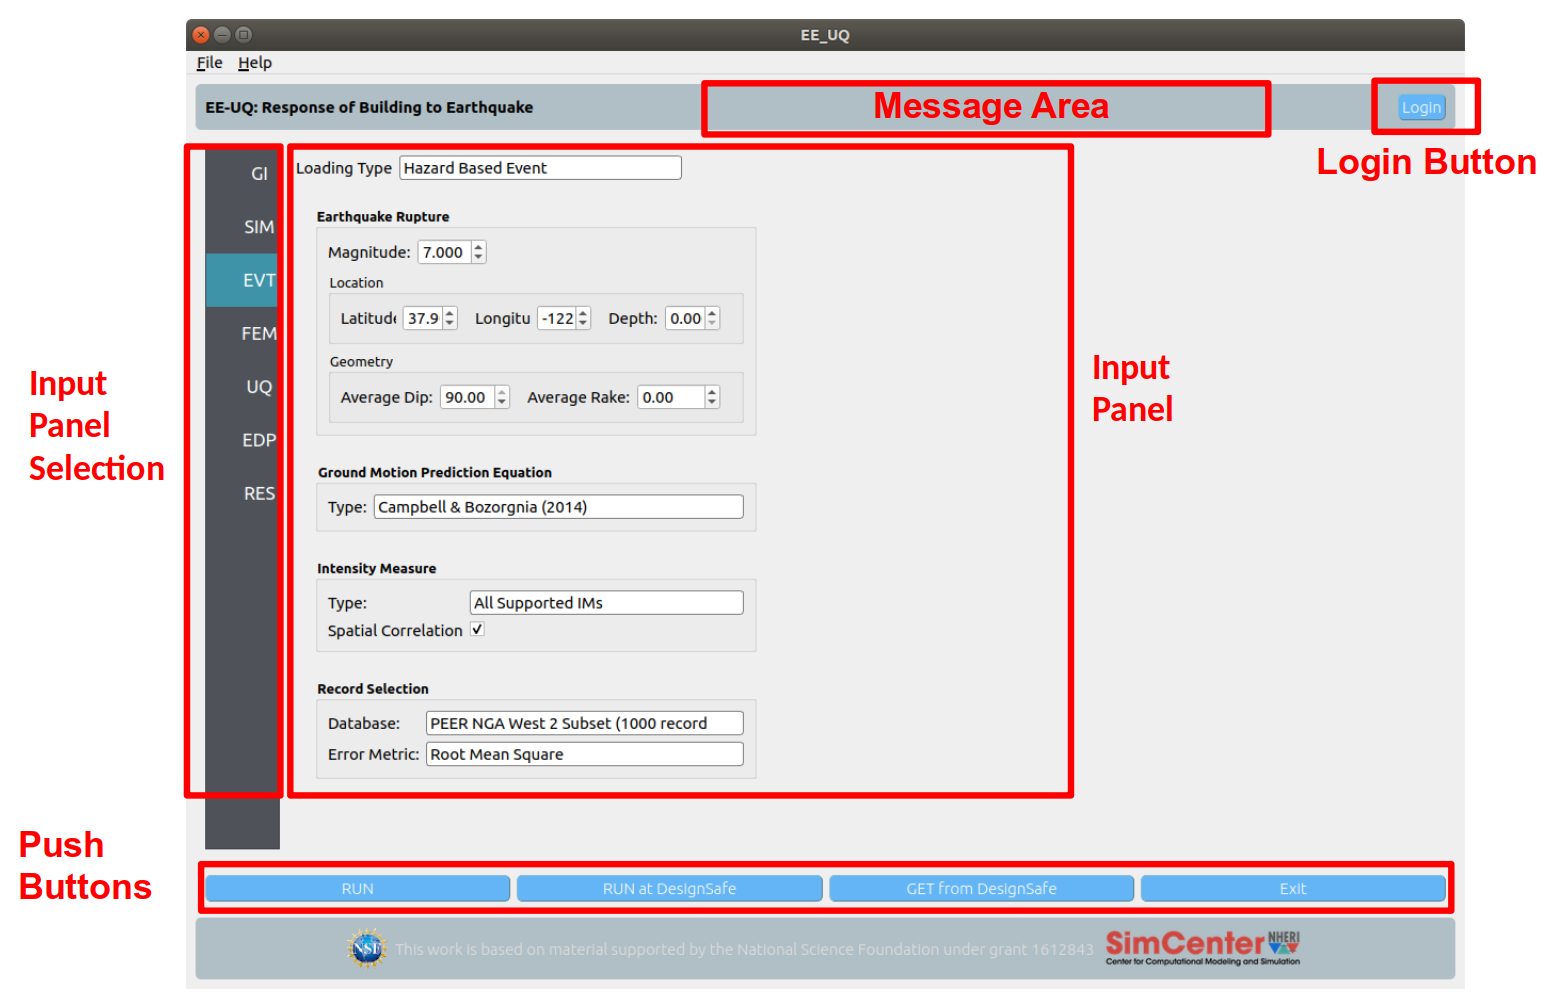 EE_UQ
File Help
EE-UQ: Response of Building to Earthquake
Message Area
Login
Login Button
GI
SIM
EVT
FEM
UQ
EDP
RES
Input
Panel
Selection
Loading Type Hazard Based Event
Earthquake Rupture
Magnitude: 7.000
Location
Latitude 37.9 Longitu -122 Depth: 0.00
Geometry
Average Dip: 90.00 Average Rake: 0.00
Ground Motion Prediction Equation
Type: Campbell & Bozorgnia (2014)
Intensity Measure
Type: All Supported IMs
Spatial Correlation
Record Selection
Database: PEER NGA West 2 Subset (1000 record
Error Metric: Root Mean Square
Input
Panel
Push
Buttons
RUN RUN at DesignSafe GET from DesignSafe Exit
NSF This work is based on material supported by the National Science Foundation under grant 1612843 SimCenter NHERI
Center for Computational Modeling and Simulation